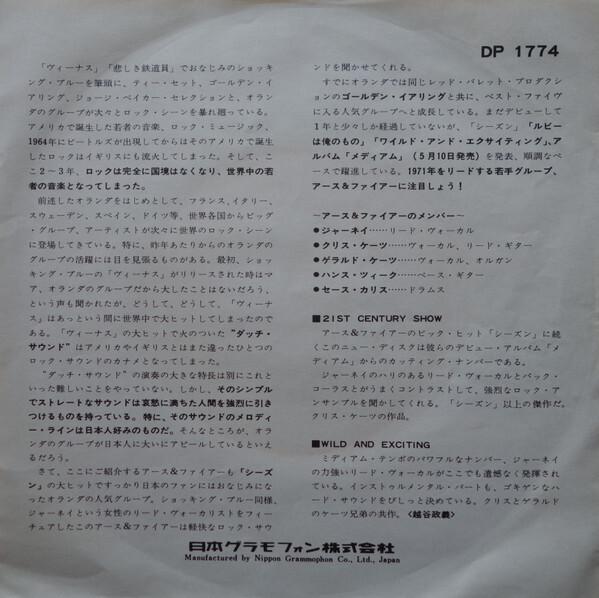 DP 1774
「ヴィーナス」「悲しき鉄道員」でおなじみのショッキ
ング・ブルーを筆頭に、ティー・セット、ゴールデン・イ
アリング、ジョージ・ベイカー・セレクションと、オラン
ダのグループが次々とロック・シーンを暴れ廻っている。
アメリカで誕生した若者の音楽、ロック・ミュージック、
1964年にビートルズが出現してからはそのアメリカで誕生
したロックはイギリスにも流火してしまった。そして、こ
こ2〜3年、ロックは完全に国境はなくなり、世界中の若
者の音楽となってしまった。
前述したオランダをはじめとして、フランス、イタリー、
スウェーデン、スペイン、ドイツ等、世界各国からビッグ
・グループ、アーティストが次々に世界のロック・シーン
に登場してきている。特に、昨年あたりからのオランダの
グループの活躍には目を見張るものがある。最初、ショッ
キング・ブルーの「ヴィーナス」がリリースされた時はマ
ア、オランダのグループだから大したことはないだろう、
という声も聞かれたが、どうして、どうして、「ヴィーナ
ス」はあっという間に世界中で大ヒットしてしまったので
ある。「ヴィーナス」の大ヒットで火のついた“ダッチ・
サウンド”はアメリカやイギリスとはまた違ったひとつの
ロック・サウンドのカナメとなってしまった。
“ダッチ・サウンド”の演奏の大きな特長は別にこれと
いった難しいことをやっていない。しかし、そのシンプル
でストレートなサウンドは哀愁に満ちた人間を強烈に引き
つけるものを持っている。特に、そのサウンドのメロディ
ー・ラインは日本人好みのものだ。そんなところが、オラ
ンダのグループが日本人に大いにアピールしているといえ
るだろう。
さて、ここにご紹介するアース&ファイアーも「シーズ
ン」の大ヒットですっかり日本のファンにはおなじみにな
ったオランダの人気グループ。ショッキング・ブルー同様、
ジャーネイという女性のリード・ヴォーカリストをフィー
チュアしたこのアース&ファイアーは軽快なロック・サウ
ンドを聞かせてくれる。
すでにオランダでは同じレッド・バレット・プロダクシ
ョンのゴールデン・イアリングと共に、ベスト・ファイヴ
に入る人気グループへと成長している。まだデビューして
1年と少々しか経過していないが、「シーズン」「ルビー
は俺のもの」「ワイルド・アンド・エクサイティング」、ア
ルバム「メディアム」(5月10日発売)を発表、順調なペ
ースで躍進している。1971年をリードする若手グループ、
アース&ファイアーに注目しょう!
〜アース&ファイアーのメンバー〜
●ジャーネイ……リード・ヴォーカル
●クリス・ケーツ……ヴォーカル、リード・ギター
●ゲラルド・ケーツ……ヴォーカル、オルガン
●ハンス・ツィーク……ベース・ギター
●セース・カリス……ドラムス
■21ST CENTURY SHOW
アース&ファイアーのビック・ヒット「シーズン」に続
くこのニュー・ディスクは彼らのデビュー・アルバム「メ
ディアム」からのカッティング・ナンバーである。
ジャーネイのハリのあるリード・ヴォーカルとバック・
コーラスとがうまくコントラストして、強烈なロック・ア
ンサンブルを聞かしてくれる。「シーズン」以上の傑作だ。
クリス・ケーツの作品。
■WILD AND EXCITING
ミディアム・テンポのパワフルなナンバー、ジャーネイ
の力強いリード・ヴォーカルがここでも遺憾なく発揮され
ている。インストゥルメンタル・パートも、ゴキゲンなハ
ード・サウンドをびしっと決めている。クリスとゲラルド
のケーツ兄弟の共作。〈越谷政義〉
日本グラモフォン株式会社
Manufactured by Nippon Grammophon Co., Ltd., Japan